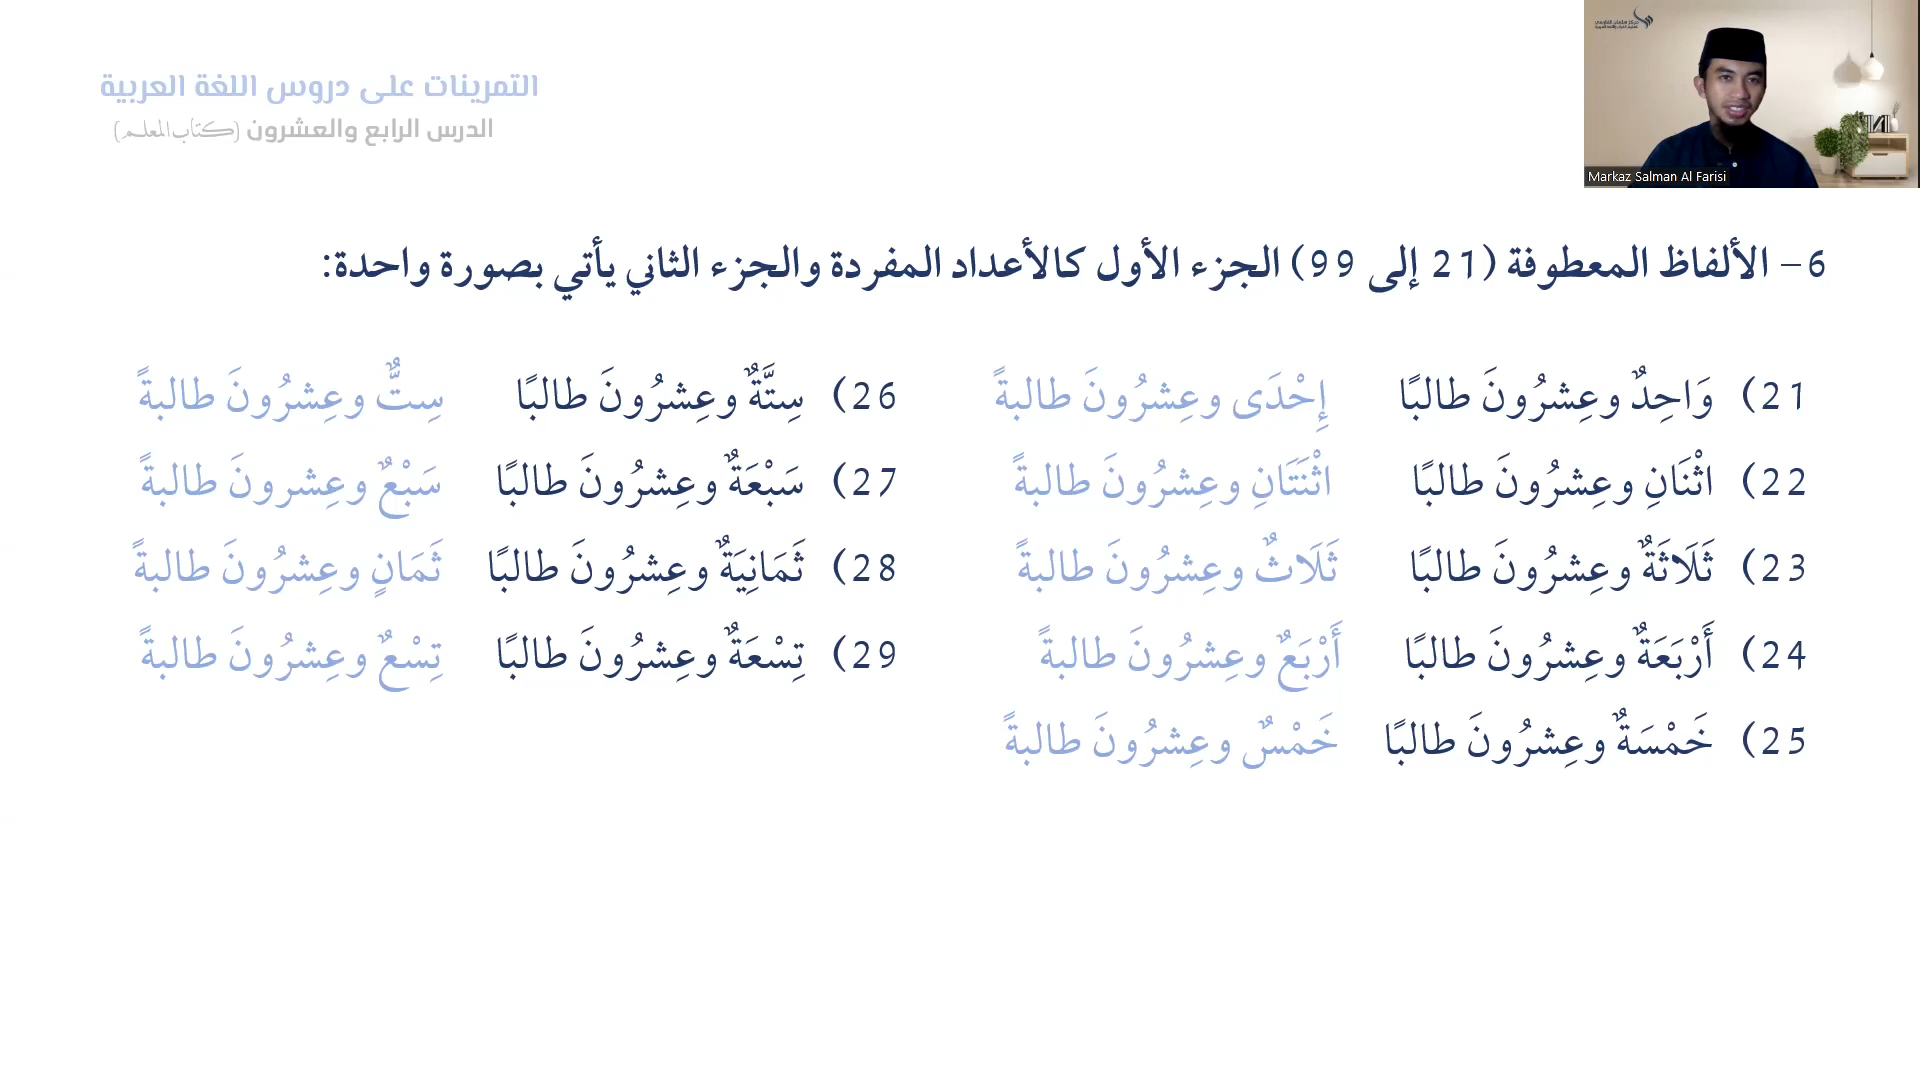 التمرينات على دروس اللغة العربية
الدرس الرابع والعشرون (كتاب المعلم)
Markaz Salman Al Farisi
6- الألفاظ المعطوفة (21 إلى 99) الجزء الأول كالأعداد المفردة والجزء الثاني يأتي بصورة واحدة:
21) وَاحِدٌ وعِشرُونَ طالبًا إِحْدَى وعِشرُونَ طالبةً
22) اثْنَانِ وعِشرُونَ طالبًا اثْنَتَانِ وعِشرُونَ طالبةً
23) ثَلَاثَةٌ وعِشرُونَ طالبًا ثَلَاثٌ وعِشرُونَ طالبةً
24) أَرْبَعَةٌ وعِشرُونَ طالبًا أَرْبَعٌ وعِشرُونَ طالبةً
25) خَمْسَةٌ وعِشرُونَ طالبًا خَمْسٌ وعِشرُونَ طالبةً
26) سِتَّةٌ وعِشرُونَ طالبًا سِتٌّ وعِشرُونَ طالبةً
27) سَبْعَةٌ وعِشرُونَ طالبًا سَبْعٌ وعِشرونَ طالبةً
28) ثَمَانِيَةٌ وعِشرُونَ طالبًا ثَمَانٍ وعِشرُونَ طالبةً
29) تِسْعَةٌ وعِشرُونَ طالبًا تِسْعٌ وعِشرُونَ طالبةً